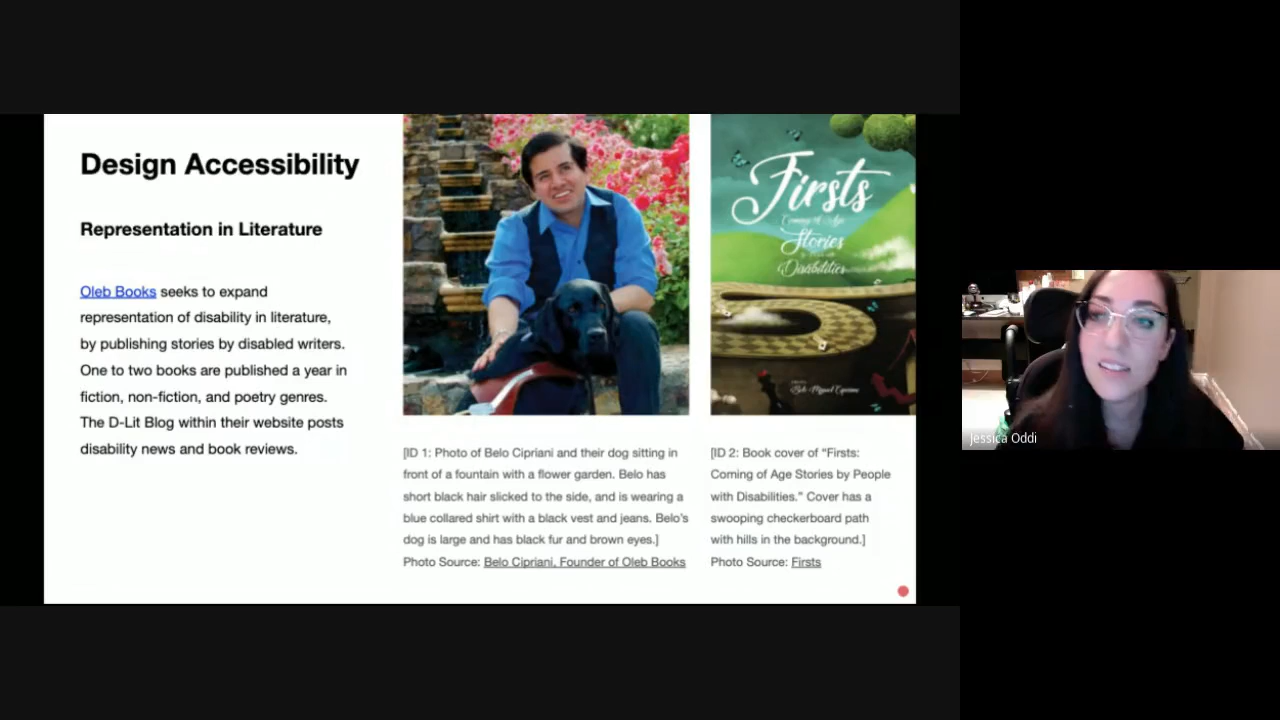 Design Accessibility
Representation in Literature
Oleb Books seeks to expand
representation of disability in literature,
by publishing stories by disabled writers.
One to two books are published a year in
fiction, non-fiction, and poetry genres.
The D-Lit Blog within their website posts
disability news and book reviews.
[ID 1: Photo of Belo Cipriani and their dog sitting in
front of a fountain with a flower garden. Belo has
short black hair slicked to the side, and is wearing a
blue collared shirt with a black vest and jeans. Belo's
dog is large and has black fur and brown eyes.]
Photo Source: Belo Cipriani, Founder of Oleb Books
Firsts
Coming of Age
Stories
Disabilities
Belo Miguel Cipriani
[ID 2: Book cover of “Firsts:
Coming of Age Stories by People
with Disabilities.” Cover has a
swooping checkerboard path
with hills in the background.]
Photo Source: Firsts
Jessica Oddi